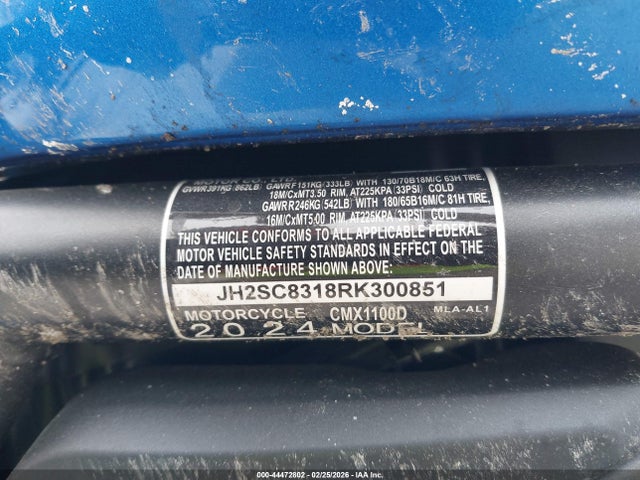 MOTOR CO., LTD.
GVWR 391KG (862LB) GAWR F 151KG (333LB) WITH 130/70B18M/C 63H TIRE,
18M/CxMT3.50 RIM, AT225KPA (33PSI) COLD
GAWR R 246KG (542LB) WITH 180/65B16M/C 81H TIRE,
16M/CxMT5.00 RIM, AT225KPA (33PSI) COLD
THIS VEHICLE CONFORMS TO ALL APPLICABLE FEDERAL
MOTOR VEHICLE SAFETY STANDARDS IN EFFECT ON THE
DATE OF MANUFACTURE SHOWN ABOVE:
JH2SC8318RK300851
MOTORCYCLE CMX1100D MLA-AL1
2024 MODEL
000-44472802 - 02/25/2026 - IAA Inc.